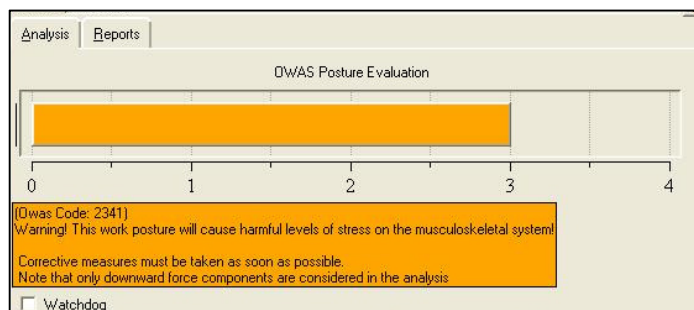 Analysis Reports
OWAS Posture Evaluation
0 1 2 3 4
(Owas Code: 2341)
Warning! This work posture will cause harmful levels of stress on the musculoskeletal system!
Corrective measures must be taken as soon as possible.
Note that only downward force components are considered in the analysis
Watchdog